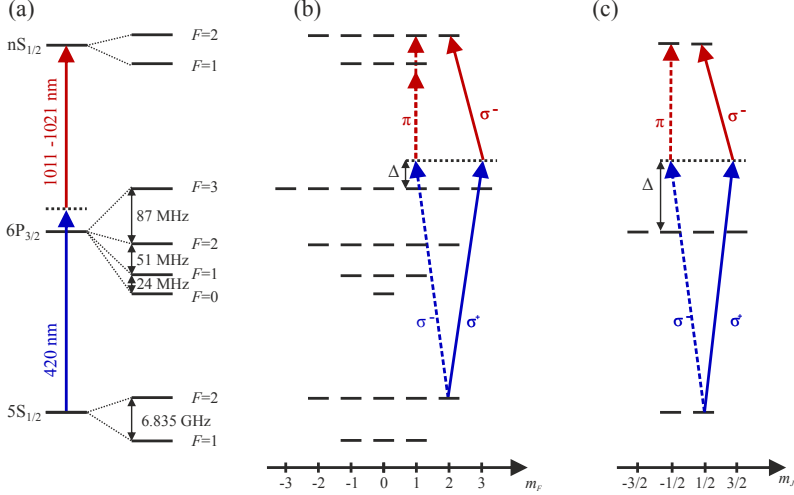 (a)
nS1/2
F=2
F=1
1011 -1021 nm
6P3/2
F=3
87 MHz
F=2
51 MHz
F=1
24 MHz
F=0
420 nm
5S1/2
F=2
6.835 GHz
F=1
(b)
π
σ-
Δ
σ-
σ+
-3 -2 -1 0 1 2 3 mF
(c)
π
σ-
Δ
σ-
σ+
-3/2 -1/2 1/2 3/2 mJ